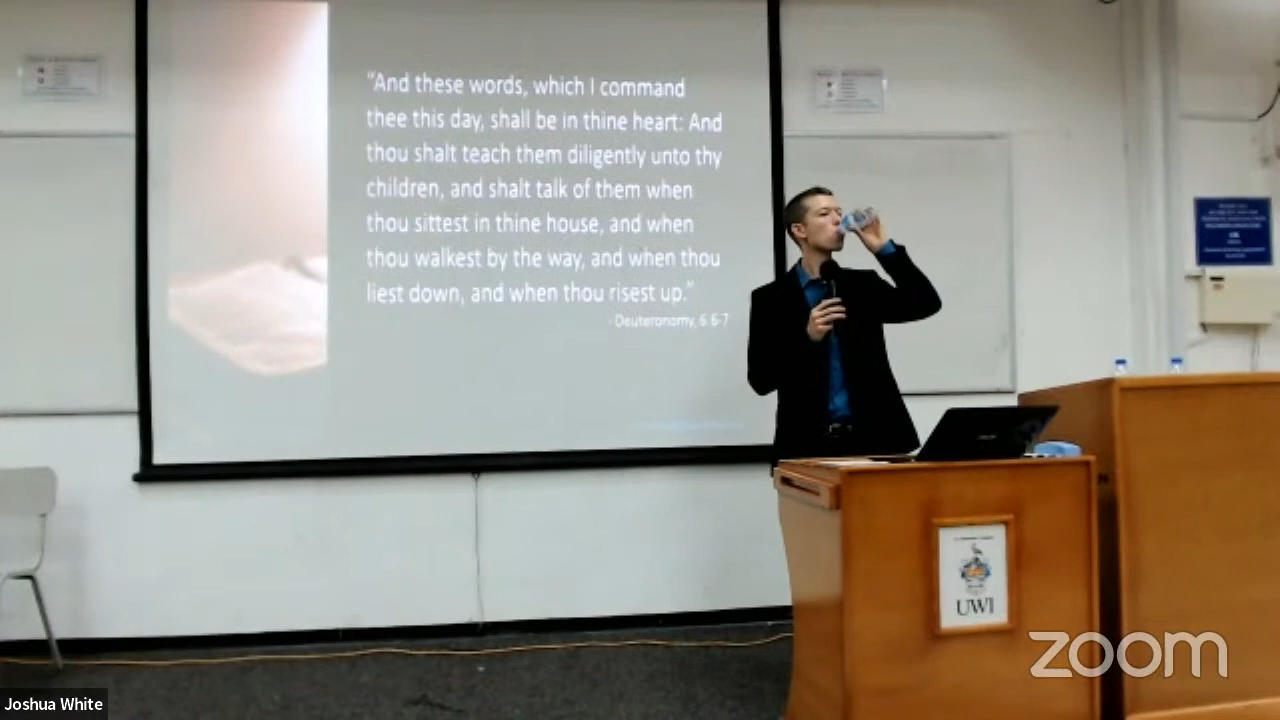 "And these words, which I command
thee this day, shall be in thine heart: And
thou shalt teach them diligently unto thy
children, and shalt talk of them when
thou sittest in thine house, and when
thou walkest by the way, and when thou
liest down, and when thou risest up."
- Deuteronomy, 6:6-7
UWI
zoom
Joshua White